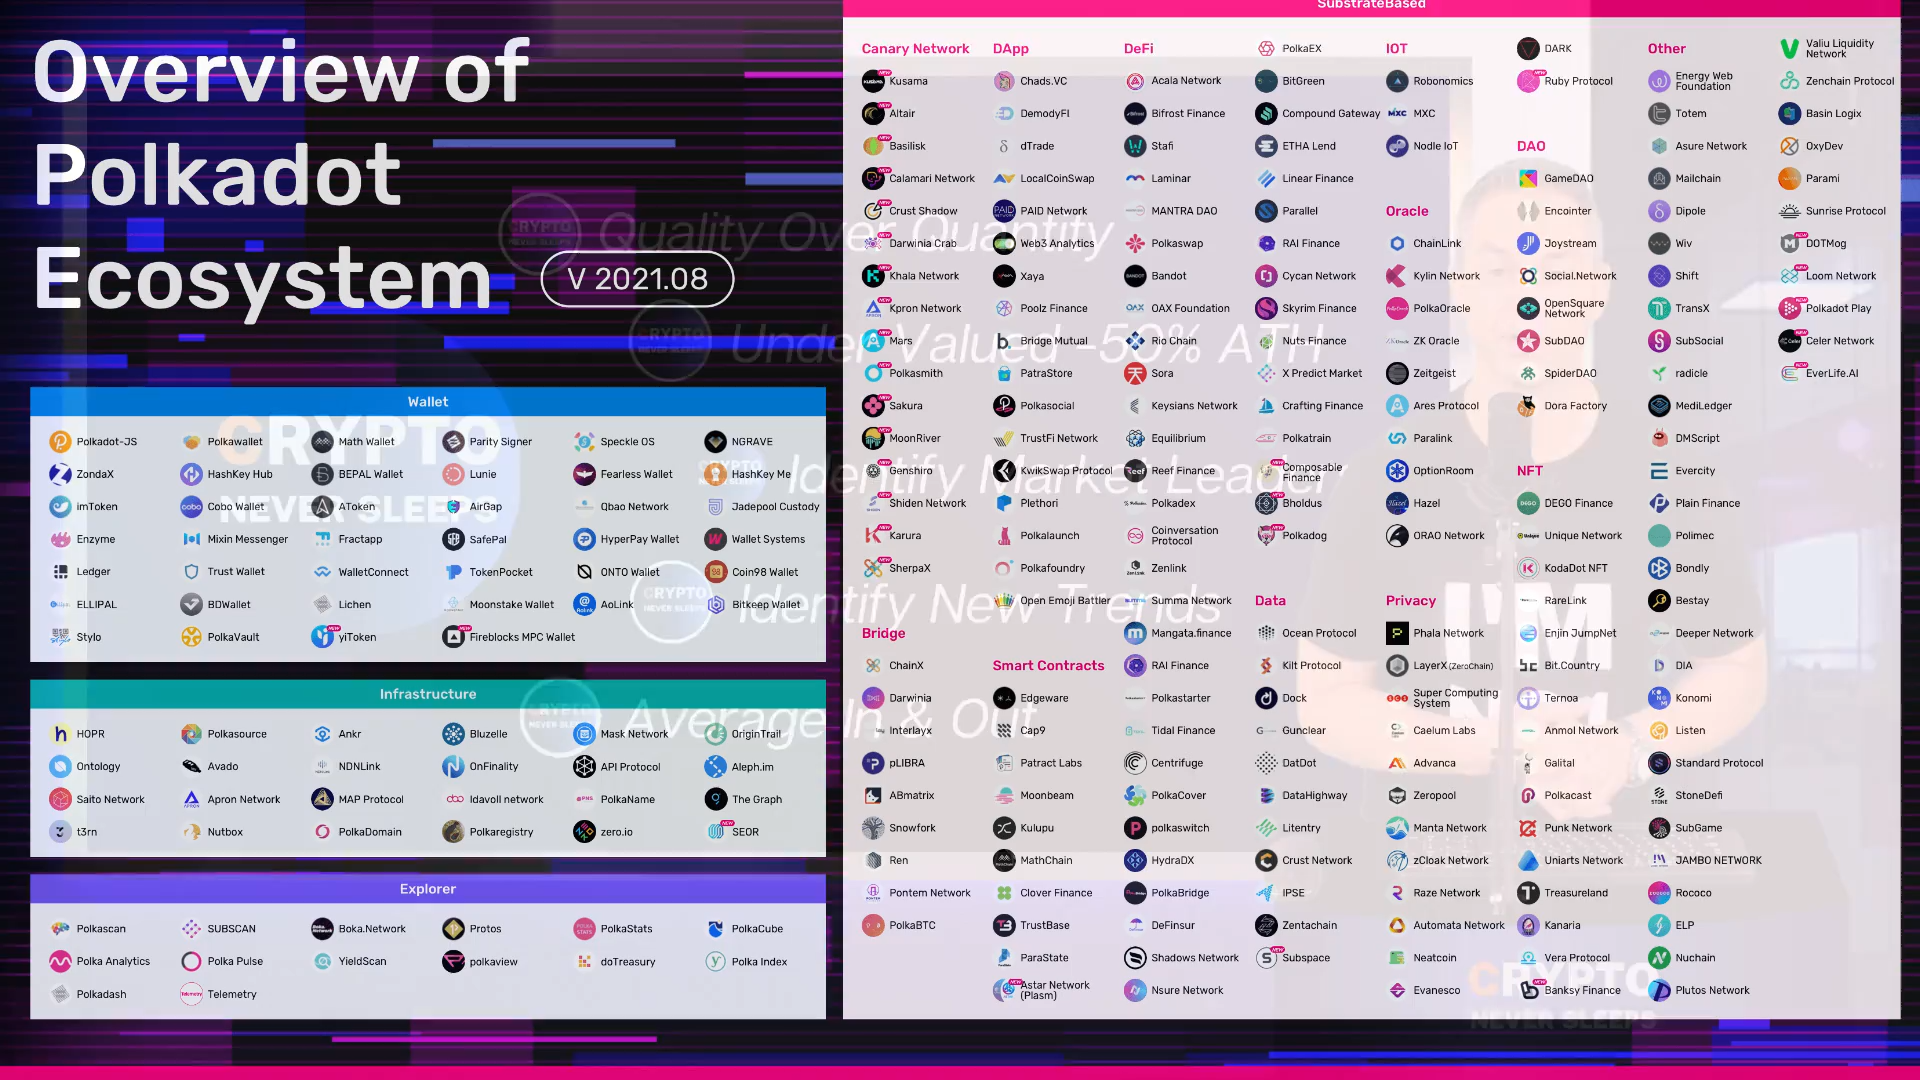 Overview of
Polkadot
Ecosystem
V 2021.08
Quality Over Quantity
Under Valued -50% ATH
Identify Market Leader
Identify New Trends
Average In & Out
CRYPTO
NEVER SLEEPS
Wallet
Polkadot-JS
Polkawallet
Math Wallet
Parity Signer
Speckle OS
NGRAVE
ZondaX
HashKey Hub
BEPAL Wallet
Lunie
Fearless Wallet
HashKey Me
imToken
Cobo Wallet
AToken
AirGap
Qbao Network
Jadepool Custody
Enzyme
Mixin Messenger
Fractapp
SafePal
HyperPay Wallet
Wallet Systems
Ledger
Trust Wallet
WalletConnect
TokenPocket
ONTO Wallet
Coin98 Wallet
ELLIPAL
BDWallet
Lichen
Moonstake Wallet
AoLink
Bitkeep Wallet
Stylo
PolkaVault
yiToken
Fireblocks MPC Wallet
Infrastructure
HOPR
Polkasource
Ankr
Bluzelle
Mask Network
OriginTrail
Ontology
Avado
NDNLink
OnFinality
API Protocol
Aleph.im
Saito Network
Apron Network
MAP Protocol
Idavoll network
PolkaName
The Graph
t3rn
Nutbox
PolkaDomain
Polkaregistry
zero.io
SEOR
Explorer
Polkascan
SUBSCAN
Boka.Network
Protos
PolkaStats
PolkaCube
Polka Analytics
Polka Pulse
YieldScan
polkaview
doTreasury
Polka Index
Polkadash
Telemetry
SubstrateBased
Canary Network
Kusama
Altair
Basilisk
Calamari Network
Crust Shadow
Darwinia Crab
Khala Network
Kpron Network
Mars
Polkasmith
Sakura
MoonRiver
Genshiro
Shiden Network
Karura
SherpaX
Bridge
ChainX
Darwinia
Interlayx
pLIBRA
ABmatrix
Snowfork
Ren
Pontem Network
PolkaBTC
DApp
Chads.VC
DemodyFI
dTrade
LocalCoinSwap
PAID Network
Web3 Analytics
Xaya
Poolz Finance
Bridge Mutual
PatraStore
Polkasocial
TrustFi Network
KwikSwap Protocol
Plethori
Polkalaunch
Polkafoundry
Open Emoji Battler
Smart Contracts
Edgeware
Cap9
Patract Labs
Moonbeam
Kulupu
MathChain
Clover Finance
TrustBase
ParaState
Astar Network
(Plasm)
DeFi
Acala Network
Bifrost Finance
Stafi
Laminar
MANTRA DAO
Polkaswap
Bandot
OAX Foundation
Rio Chain
Sora
Keysians Network
Equilibrium
Reef Finance
Polkadex
Coinversation
Protocol
Zenlink
Summa Network
Mangata.finance
RAI Finance
Polkastarter
Tidal Finance
Centrifuge
PolkaCover
polkaswitch
HydraDX
PolkaBridge
DeFinsur
Shadows Network
Nsure Network
PolkaEX
BitGreen
Compound Gateway
ETHA Lend
Linear Finance
Parallel
RAI Finance
Cycan Network
Skyrim Finance
Nuts Finance
X Predict Market
Crafting Finance
Polkatrain
Composable
Finance
Bholdus
Polkadog
Data
Ocean Protocol
Kilt Protocol
Dock
Gunclear
DatDot
DataHighway
Litentry
Crust Network
IPSE
Zentachain
Subspace
IOT
Robonomics
MXC
Nodle IoT
Oracle
ChainLink
Kylin Network
PolkaOracle
ZK Oracle
Zeitgeist
Ares Protocol
Paralink
OptionRoom
Hazel
ORAO Network
Privacy
Phala Network
LayerX (ZeroChain)
Super Computing
System
Caelum Labs
Advanca
Zeropool
Manta Network
zCloak Network
Raze Network
Automata Network
Neatcoin
Evanesco
DARK
Ruby Protocol
DAO
GameDAO
Encointer
Joystream
Social.Network
OpenSquare
Network
SubDAO
SpiderDAO
Dora Factory
NFT
DEGO Finance
Unique Network
KodaDot NFT
RareLink
Enjin JumpNet
Bit.Country
Ternoa
Anmol Network
Galital
Polkacast
Punk Network
Uniarts Network
Treasureland
Kanaria
Vera Protocol
Banksy Finance
Other
Energy Web
Foundation
Totem
Asure Network
Mailchain
Dipole
Wiv
Shift
TransX
SubSocial
radicle
MediLedger
DMScript
Evercity
Plain Finance
Polimec
Bondly
Bestay
Deeper Network
DIA
Konomi
Listen
Standard Protocol
StoneDefi
SubGame
JAMBO NETWORK
Rococo
ELP
Nuchain
Plutos Network
Valiu Liquidity
Network
Zenchain Protocol
Basin Logix
OxyDev
Parami
Sunrise Protocol
DOTMog
Loom Network
Polkadot Play
Celer Network
EverLife.AI
I'M
CRYPTO
NEVER SLEEPS